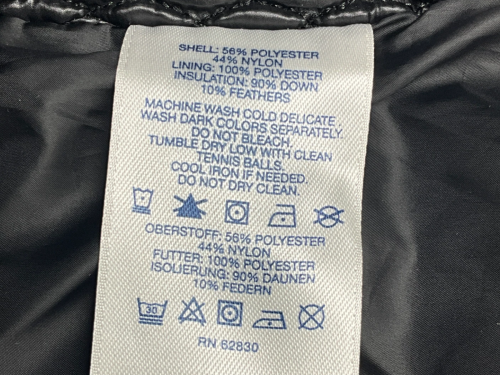 SHELL: 56% POLYESTER
44% NYLON
LINING: 100% POLYESTER
INSULATION: 90% DOWN
10% FEATHERS
MACHINE WASH COLD DELICATE.
WASH DARK COLORS SEPARATELY.
DO NOT BLEACH.
TUMBLE DRY LOW WITH CLEAN
TENNIS BALLS.
COOL IRON IF NEEDED.
DO NOT DRY CLEAN.
OBERSTOFF: 56% POLYESTER
44% NYLON
FUTTER: 100% POLYESTER
ISOLIERUNG: 90% DAUNEN
10% FEDERN
30
RN 62830